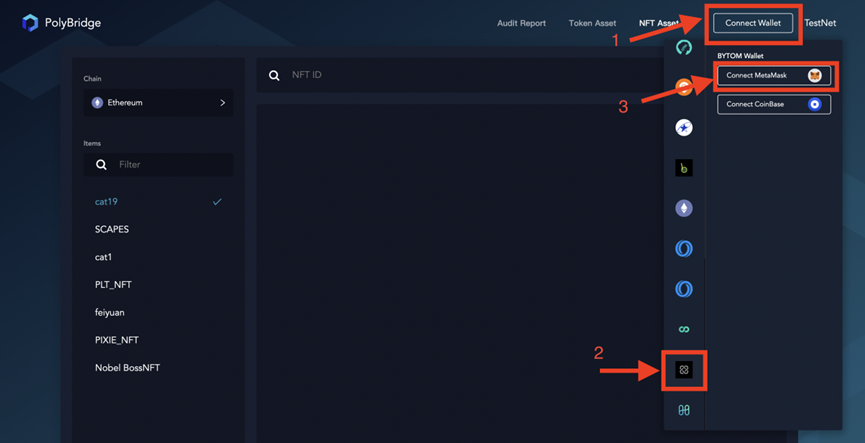 PolyBridge
Audit Report
Token Asset
NFT Asset
Connect Wallet
TestNet
1
Chain
Ethereum
Items
Filter
cat19
SCAPES
cat1
PLT_NFT
feiyuan
PIXIE_NFT
Nobel BossNFT
NFT ID
BYTOM Wallet
Connect MetaMask
3
Connect CoinBase
2